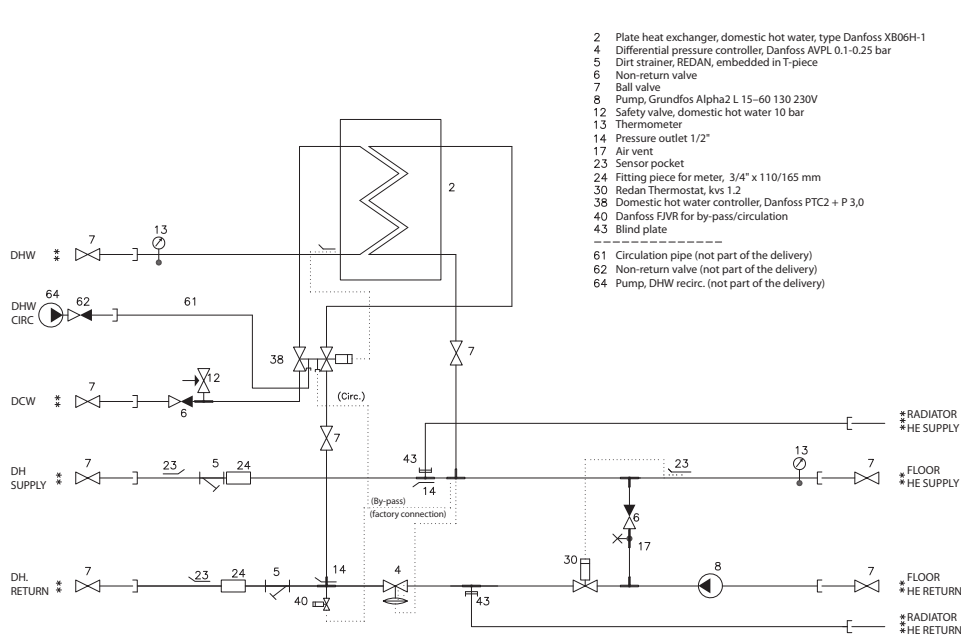 2 Plate heat exchanger, domestic hot water, type Danfoss XB06H-1
4 Differential pressure controller, Danfoss AVPL 0.1-0.25 bar
5 Dirt strainer, REDAN, embedded in T-piece
6 Non-return valve
7 Ball valve
8 Pump, Grundfos Alpha2 L 15–60 130 230V
12 Safety valve, domestic hot water 10 bar
13 Thermometer
14 Pressure outlet 1/2"
17 Air vent
23 Sensor pocket
24 Fitting piece for meter, 3/4" x 110/165 mm
30 Redan Thermostat, kvs 1.2
38 Domestic hot water controller, Danfoss PTC2 + P 3,0
40 Danfoss FJVR for by-pass/circulation
43 Blind plate
61 Circulation pipe (not part of the delivery)
62 Non-return valve (not part of the delivery)
64 Pump, DHW recirc. (not part of the delivery)
2
7 13
DHW **
64 62 61
DHW
CIRC
38 7
7 12
DCW **
6
(Circ.)
7
* RADIATOR
** HE SUPPLY
7 23 5 24 43 23 13 7
DH
SUPPLY **
14
* FLOOR
** HE SUPPLY
(By-pass)
(factory connection)
6
17
7 23 24 5 14 4 30 8 7
DH.
RETURN **
* FLOOR
** HE RETURN
40 43
* RADIATOR
** HE RETURN